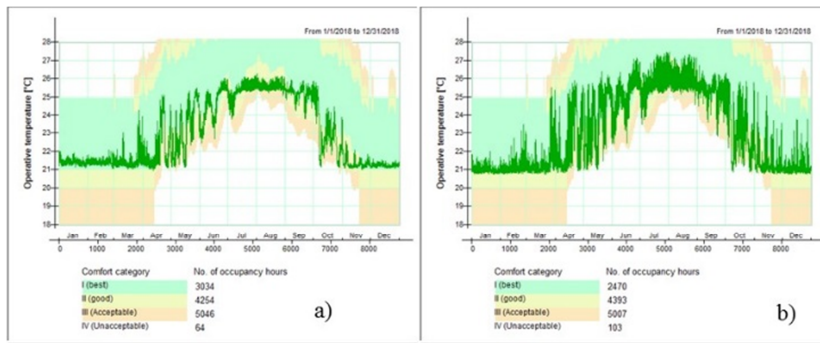 From 1/1/2018 to 12/31/2018
Operative temperature [°C]
28
27
26
25
24
23
22
21
20
19
18
Jan Feb Mar Apr May Jun Jul Aug Sep Oct Nov Dec
0 1000 2000 3000 4000 5000 6000 7000 8000
Comfort category No. of occupancy hours
I (best) 3034
II (good) 4254
III (Acceptable) 5046
IV (Unacceptable) 64
a)
From 1/1/2018 to 12/31/2018
Operative temperature [°C]
28
27
26
25
24
23
22
21
20
19
18
Jan Feb Mar Apr May Jun Jul Aug Sep Oct Nov Dec
0 1000 2000 3000 4000 5000 6000 7000 8000
Comfort category No. of occupancy hours
I (best) 2470
II (good) 4393
III (Acceptable) 5007
IV (Unacceptable) 103
b)